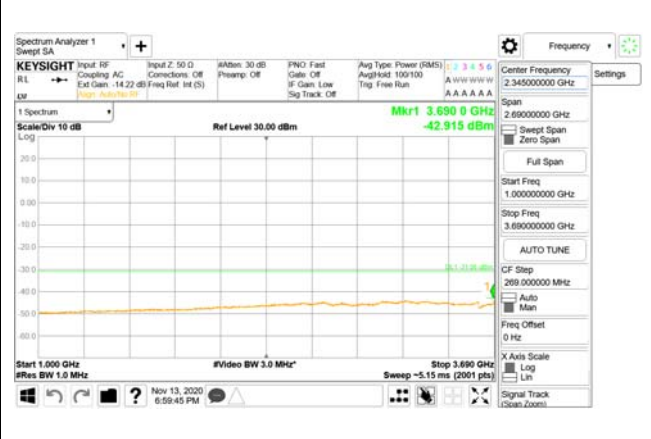 Spectrum Analyzer 1
Swept SA
Frequency
KEYSIGHT
RL
Input: RF
Coupling: AC
Ext Gain: -14.22 dB
Align: Auto/No RF
Input Z: 50 Ω
Corrections: Off
Freq Ref: Int (S)
#Atten: 30 dB
Preamp: Off
PNO: Fast
Gate: Off
IF Gain: Low
Sig Track: Off
Avg Type: Power (RMS)
Avg|Hold: 100/100
Trig: Free Run
1 2 3 4 5 6
A W W W W W
A A A A A A
1 Spectrum
Scale/Div 10 dB
Log
Ref Level 30.00 dBm
Mkr1 3.690 0 GHz
-42.915 dBm
20.0
10.0
0.00
-10.0
-20.0
-30.0
-40.0
-50.0
-60.0
1
Start 1.000 GHz
#Res BW 1.0 MHz
#Video BW 3.0 MHz*
Stop 3.690 GHz
Sweep ~5.15 ms (2001 pts)
Nov 13, 2020
6:59:45 PM
?
Center Frequency
2.345000000 GHz
Settings
Span
2.69000000 GHz
Swept Span
Zero Span
Full Span
Start Freq
1.000000000 GHz
Stop Freq
3.690000000 GHz
AUTO TUNE
CF Step
269.000000 MHz
Auto
Man
Freq Offset
0 Hz
X Axis Scale
Log
Lin
Signal Track
(Span Zoom)